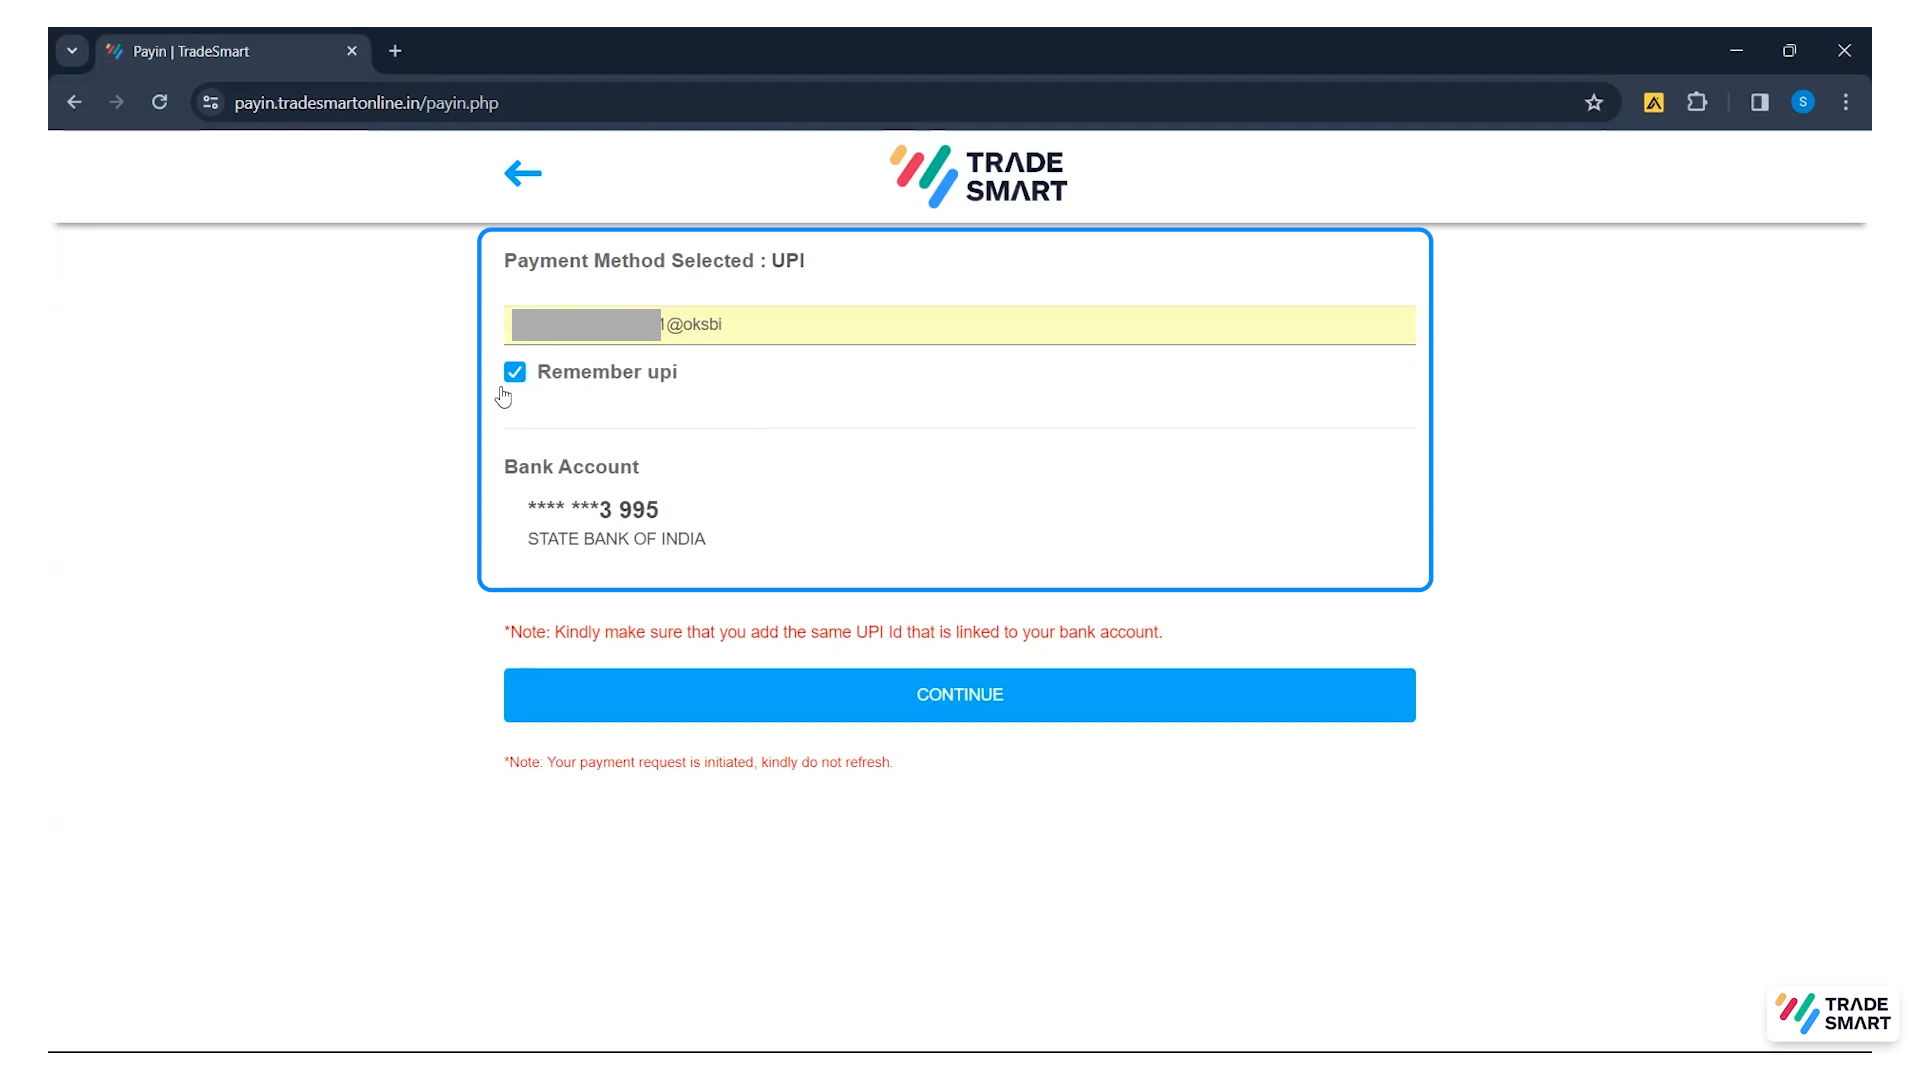 Payin | TradeSmart
payin.tradesmartonline.in/payin.php
S
TRADE
SMART
Payment Method Selected : UPI
1@oksbi
Remember upi
Bank Account
**** ***3 995
STATE BANK OF INDIA
*Note: Kindly make sure that you add the same UPI Id that is linked to your bank account.
CONTINUE
*Note: Your payment request is initiated, kindly do not refresh.
TRADE
SMART